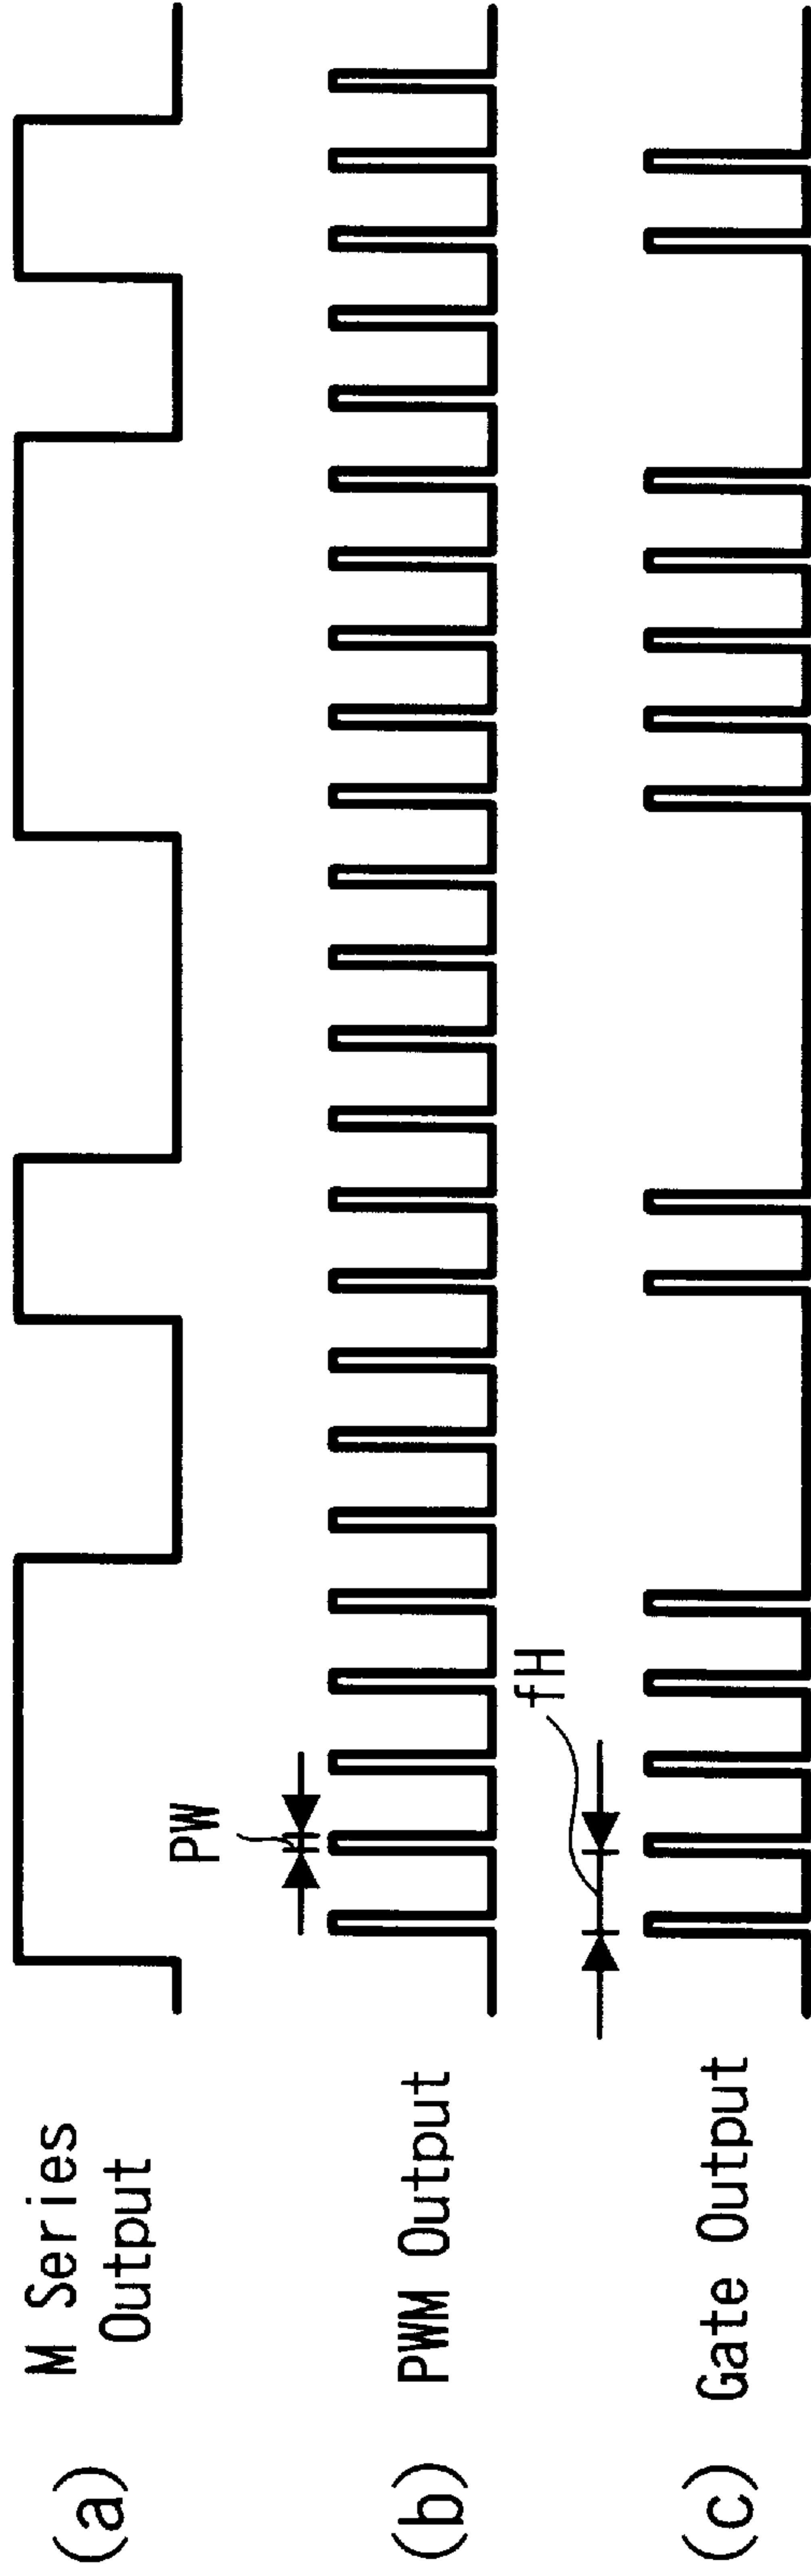 (a) M Series
Output
PW
(b) PWM Output
fH
(c) Gate Output